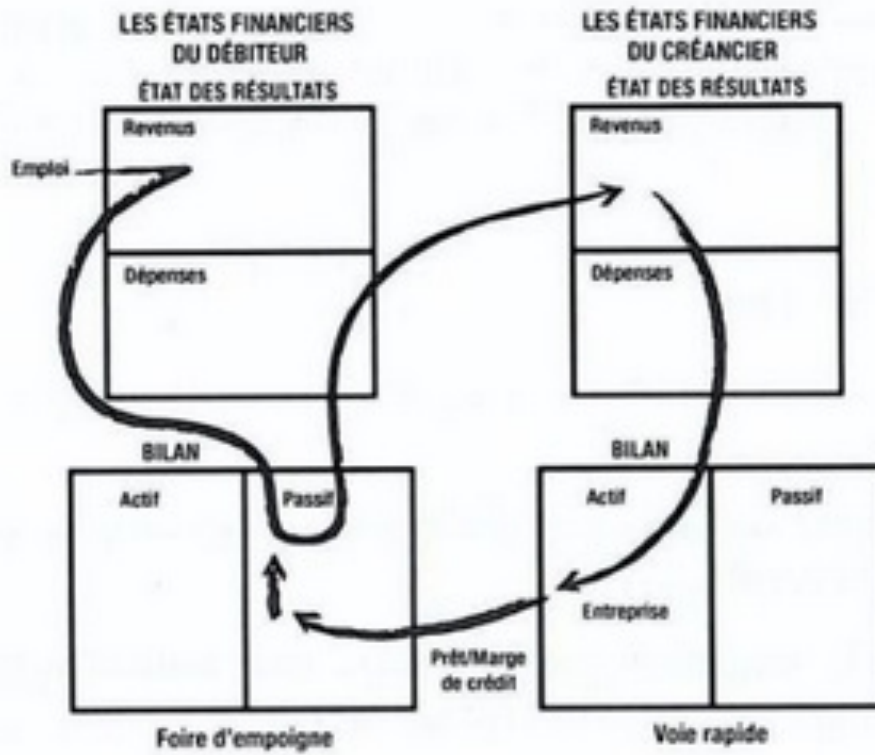 LES ÉTATS FINANCIERS
DU DÉBITEUR
ÉTAT DES RÉSULTATS
Revenus
Emploi
Dépenses
BILAN
Actif
Passif
Foire d'empoigne
LES ÉTATS FINANCIERS
DU CRÉANCIER
ÉTAT DES RÉSULTATS
Revenus
Dépenses
BILAN
Actif
Passif
Entreprise
Prêt/Marge
de crédit
Voie rapide